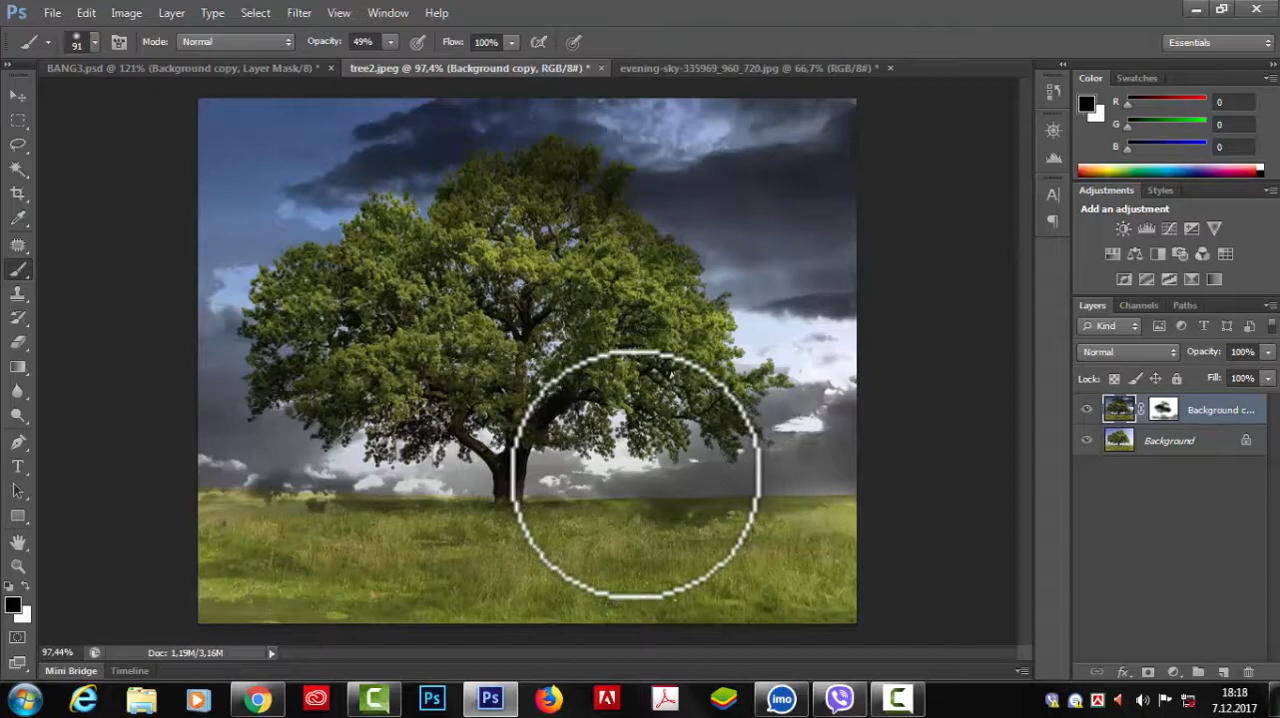 Ps File Edit Image Layer Type Select Filter View Window Help
91 Mode: Normal Opacity: 49% Flow: 100% Essentials
BANG3.psd @ 121% (Background copy, Layer Mask/8) * × tree2.jpeg @ 97,4% (Background copy, RGB/8#) * × evening-sky-335969_960_720.jpg @ 66,7% (RGB/8#) * ×
Color Swatches
R 0
G 0
B 0
Adjustments Styles
Add an adjustment
Layers Channels Paths
Kind T
Normal Opacity: 100%
Lock: Fill: 100%
Background c...
Background
A
T
97,44% Doc: 1,19M/3,16M
Mini Bridge Timeline
Ps Ps imo
18:18
7.12.2017